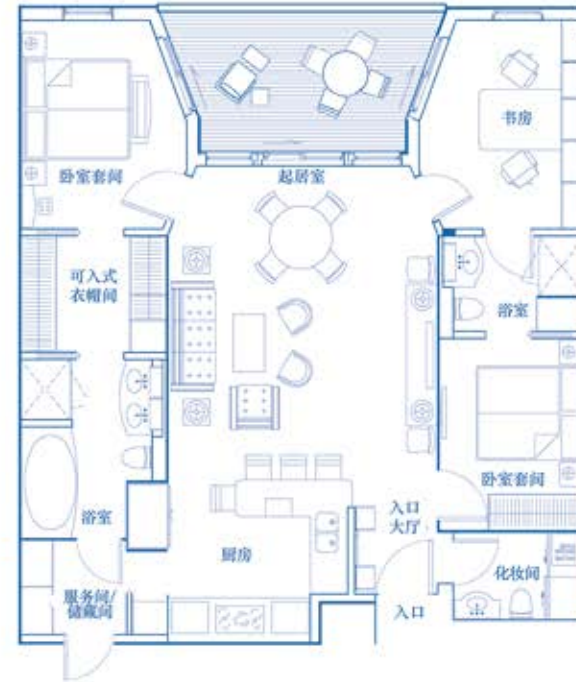 书房
卧室套间
起居室
可入式
衣帽间
浴室
卧室套间
入口
大厅
浴室
厨房
化妆间
服务间/
储藏间
入口